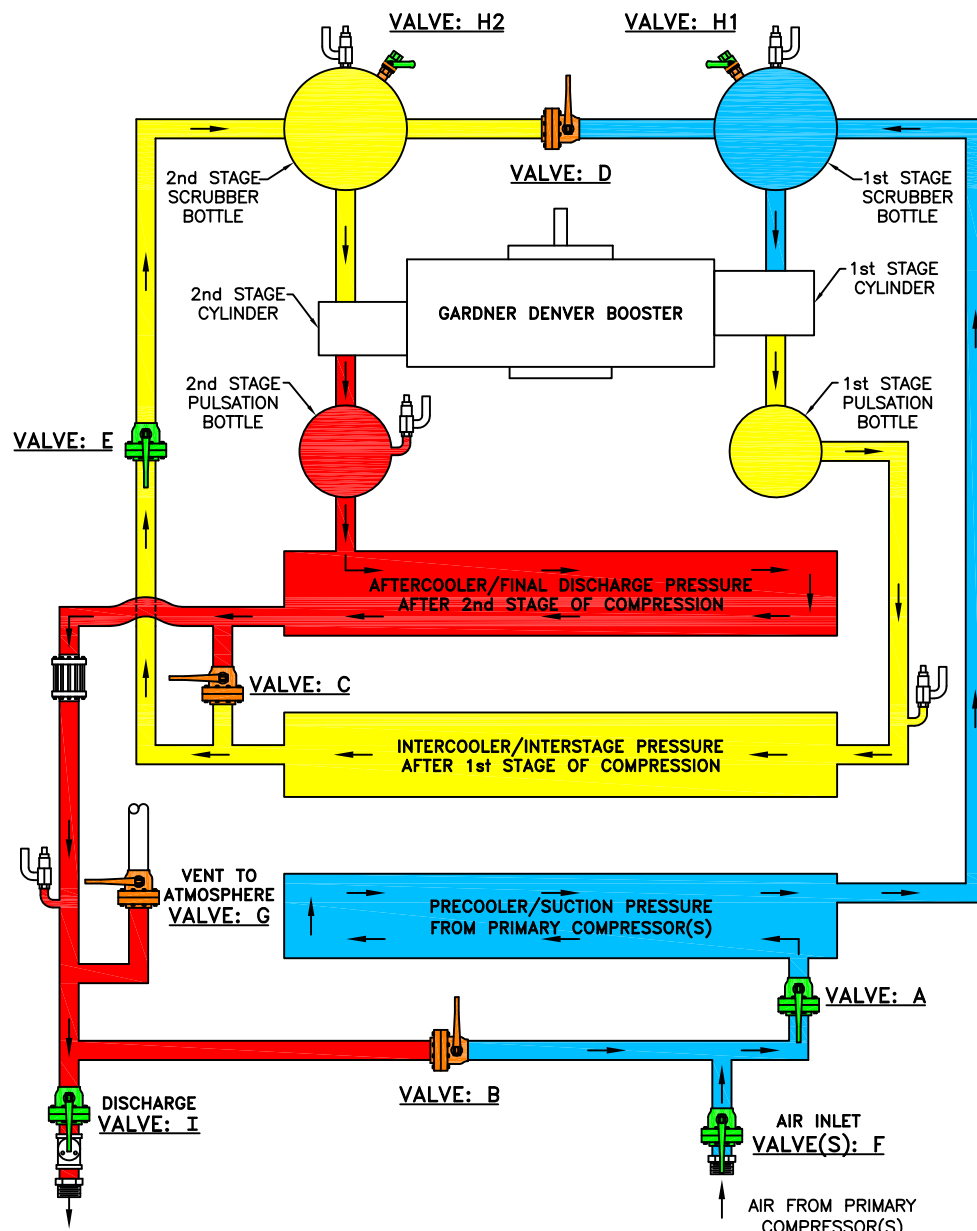 VALVE: H2
VALVE: H1
2nd STAGE
SCRUBBER
BOTTLE
VALVE: D
1st STAGE
SCRUBBER
BOTTLE
2nd STAGE
CYLINDER
GARDNER DENVER BOOSTER
1st STAGE
CYLINDER
2nd STAGE
PULSATION
BOTTLE
1st STAGE
PULSATION
BOTTLE
VALVE: E
AFTERCOOLER/FINAL DISCHARGE PRESSURE
AFTER 2nd STAGE OF COMPRESSION
VALVE: C
INTERCOOLER/INTERSTAGE PRESSURE
AFTER 1st STAGE OF COMPRESSION
VENT TO
ATMOSPHERE
VALVE: G
PRECOOLER/SUCTION PRESSURE
FROM PRIMARY COMPRESSOR(S)
VALVE: A
VALVE: B
DISCHARGE
VALVE: I
AIR INLET
VALVE(S): F
AIR FROM PRIMARY
COMPRESSOR(S)